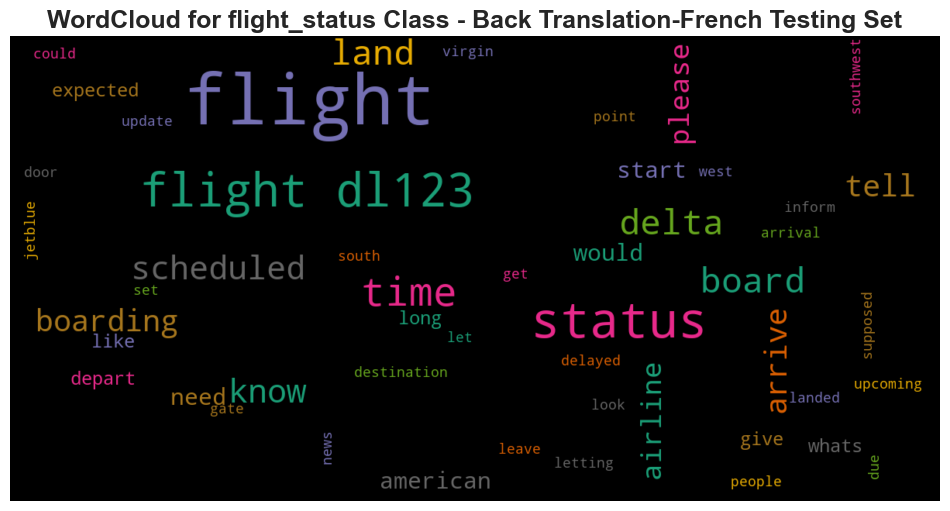 WordCloud for flight_status Class - Back Translation-French Testing Set
could
land
virgin
please
southwest
expected
flight
update
point
door
start
west
tell
flight dl123
inform
jetblue
delta
arrival
would
scheduled
south
get
board
set
time
status
boarding
long
supposed
like
let
arrive
delayed
depart
destination
airline
upcoming
need
know
landed
gate
look
news
leave
give
whats
letting
due
american
people